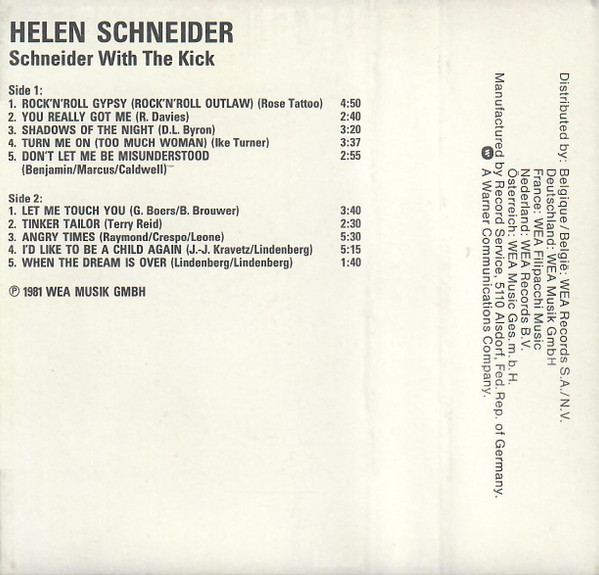 HELEN SCHNEIDER
Schneider With The Kick
Side 1:
1. ROCK'N'ROLL GYPSY (ROCK'N'ROLL OUTLAW) (Rose Tattoo) 4:50
2. YOU REALLY GOT ME (R. Davies) 2:40
3. SHADOWS OF THE NIGHT (D.L. Byron) 3:20
4. TURN ME ON (TOO MUCH WOMAN) (Ike Turner) 3:37
5. DON'T LET ME BE MISUNDERSTOOD 2:55
(Benjamin/Marcus/Caldwell)
Side 2:
1. LET ME TOUCH YOU (G. Boers/B. Brouwer) 3:40
2. TINKER TAILOR (Terry Reid) 2:30
3. ANGRY TIMES (Raymond/Crespo/Leone) 5:30
4. I'D LIKE TO BE A CHILD AGAIN (J.-J. Kravetz/Lindenberg) 5:15
5. WHEN THE DREAM IS OVER (Lindenberg/Lindenberg) 1:40
℗ 1981 WEA MUSIK GMBH
Distributed by: Belgique/België: WEA Records S.A./N.V.
Deutschland: WEA Musik GmbH
France: WEA Filipacchi Music
Nederland: WEA Records B.V.
Österreich: WEA Music Ges.m.b.H.
Manufactured by Record Service, 5110 Alsdorf, Fed. Rep. of Germany.
A Warner Communications Company.